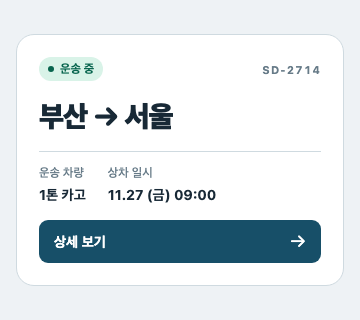 운송 중
SD-2714
부산 → 서울
운송 차량 상차 일시
1톤 카고 11.27 (금) 09:00
상세 보기 →